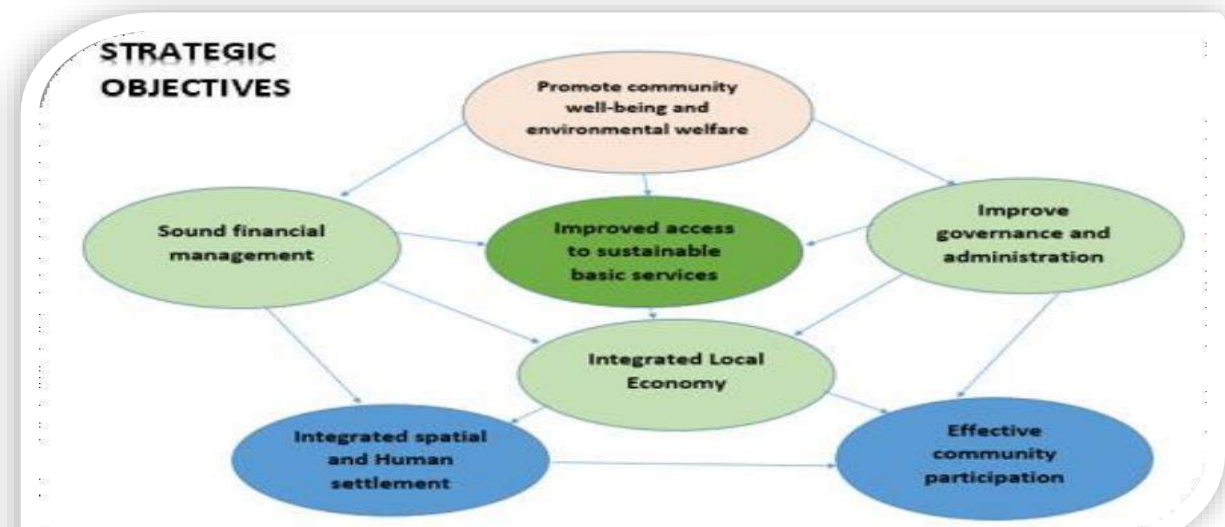 STRATEGIC
OBJECTIVES
Promote community
well-being and
environmental welfare
Sound financial
management
Improved access
to sustainable
basic services
Improve
governance and
administration
Integrated Local
Economy
Integrated spatial
and Human
settlement
Effective
community
participation